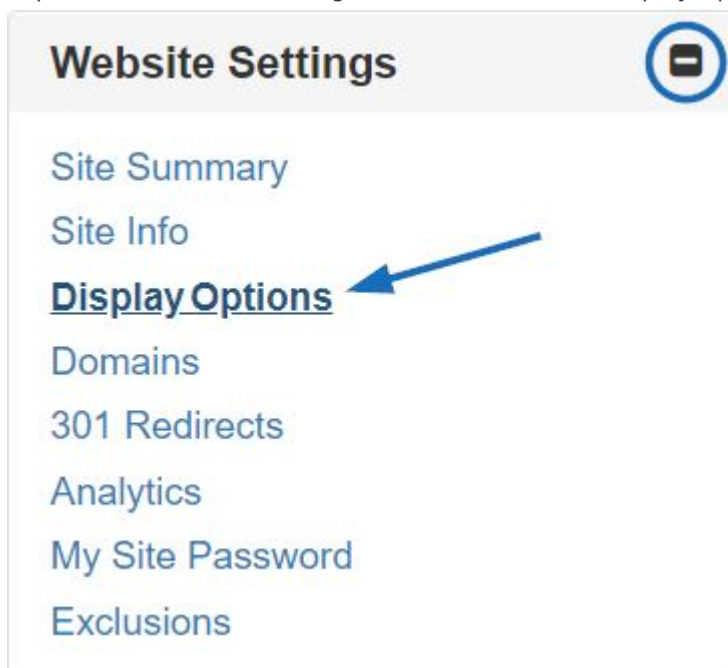 Website Settings
Site Summary
Site Info
Display Options
Domains
301 Redirects
Analytics
My Site Password
Exclusions